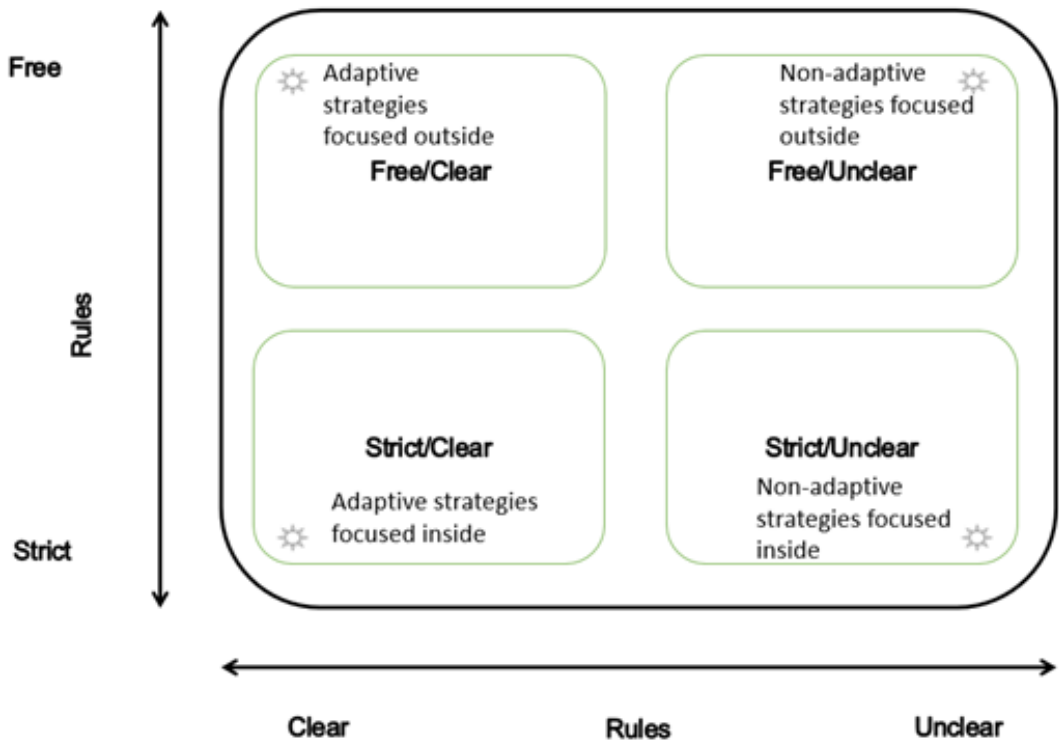 Free
Adaptive
strategies
focused outside
Free/Clear
Non-adaptive
strategies focused
outside
Free/Unclear
Rules
Strict/Clear
Adaptive strategies
focused inside
Strict/Unclear
Non-adaptive
strategies focused
inside
Strict
Clear
Rules
Unclear